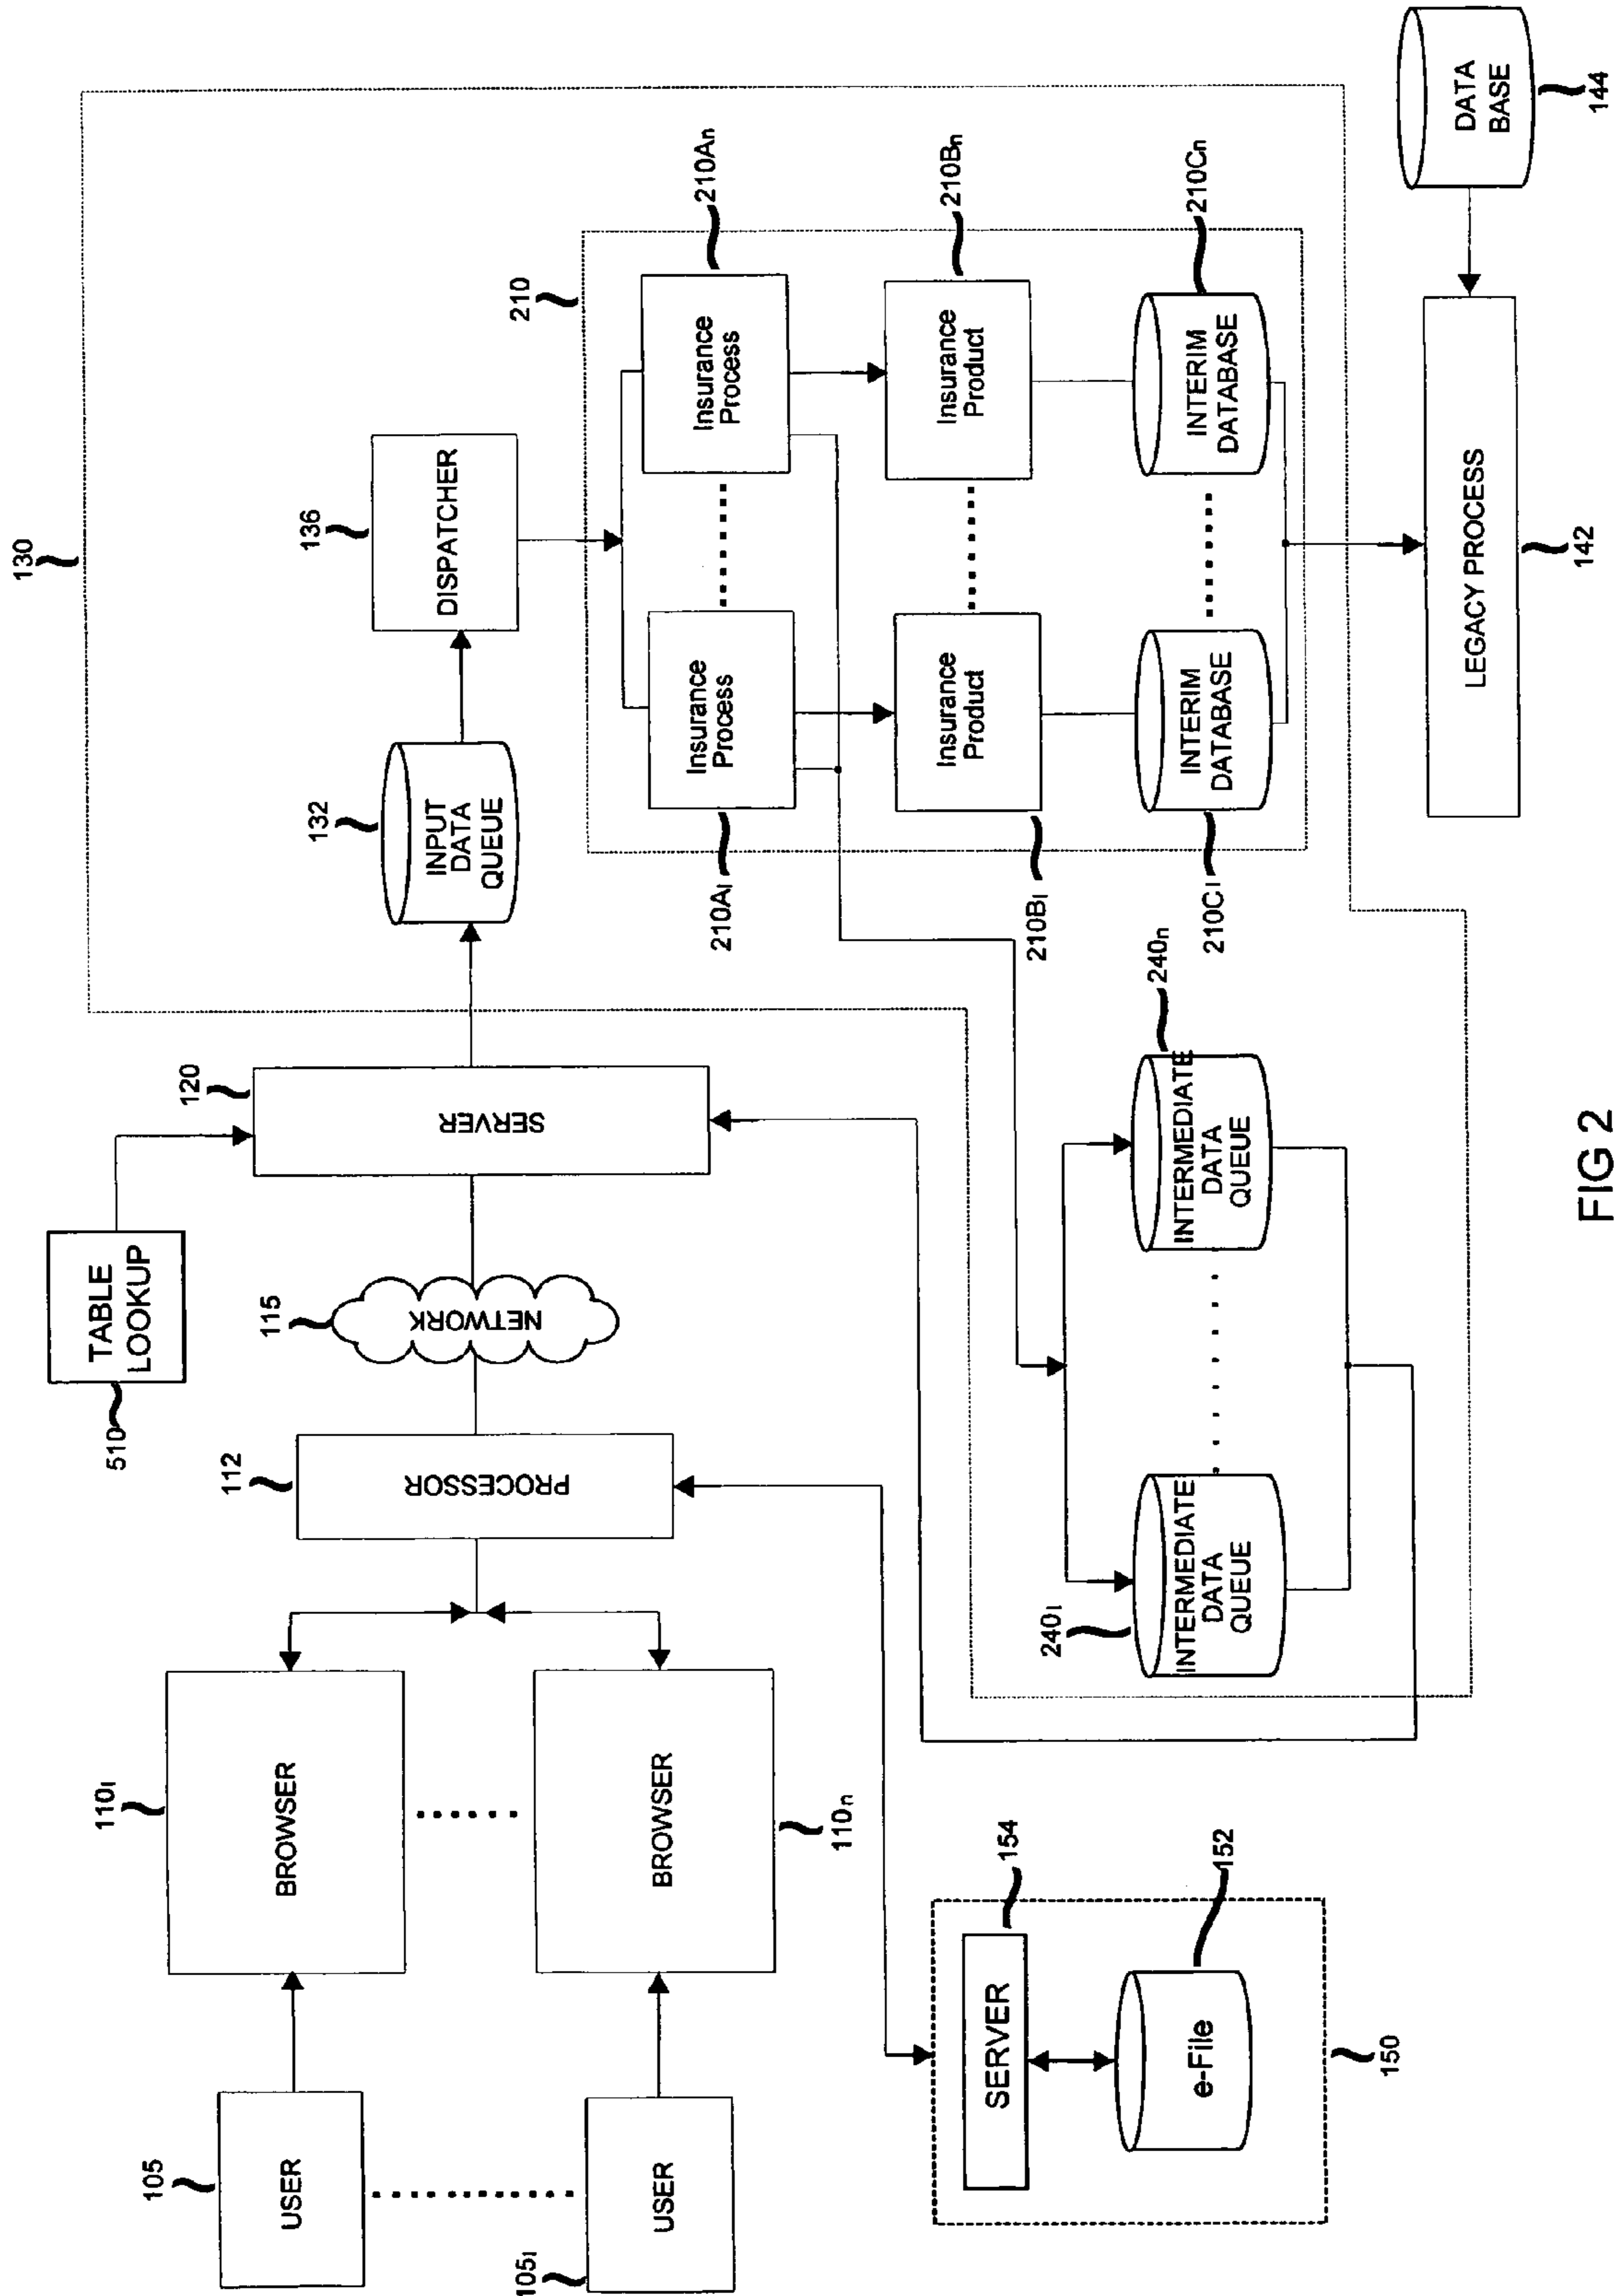 130
510
TABLE
LOOKUP
120
SERVER
115
NETWORK
112
PROCESSOR
110I
BROWSER
105
USER
BROWSER
110n
USER
105I
132
INPUT
DATA
QUEUE
136
DISPATCHER
210
Insurance
Process
210AI
Insurance
Process
210An
Insurance
Product
210BI
Insurance
Product
210Bn
INTERIM
DATABASE
210CI
INTERIM
DATABASE
210Cn
154
SERVER
152
e-File
150
240I
INTERMEDIATE
DATA
QUEUE
240n
INTERMEDIATE
DATA
QUEUE
LEGACY PROCESS
142
DATA
BASE
144
FIG 2